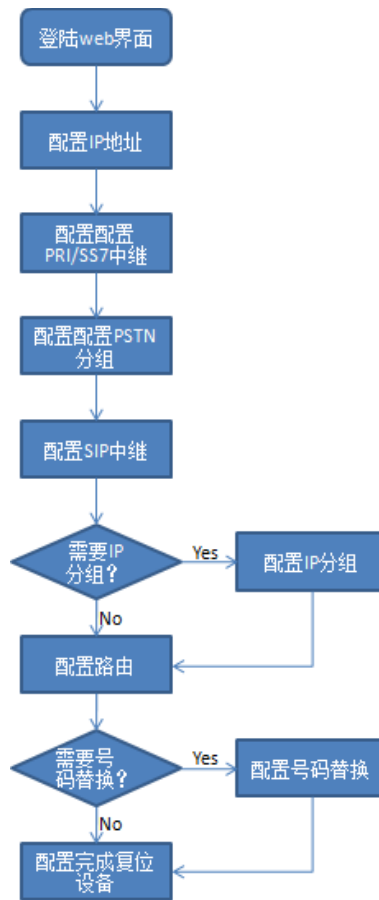 登陆web界面
配置IP地址
配置配置
PRI/SS7中继
配置配置PSTN
分组
配置SIP中继
需要IP
分组？
Yes
配置IP分组
No
配置路由
需要号
码替换？
Yes
配置号码替换
No
配置完成复位
设备